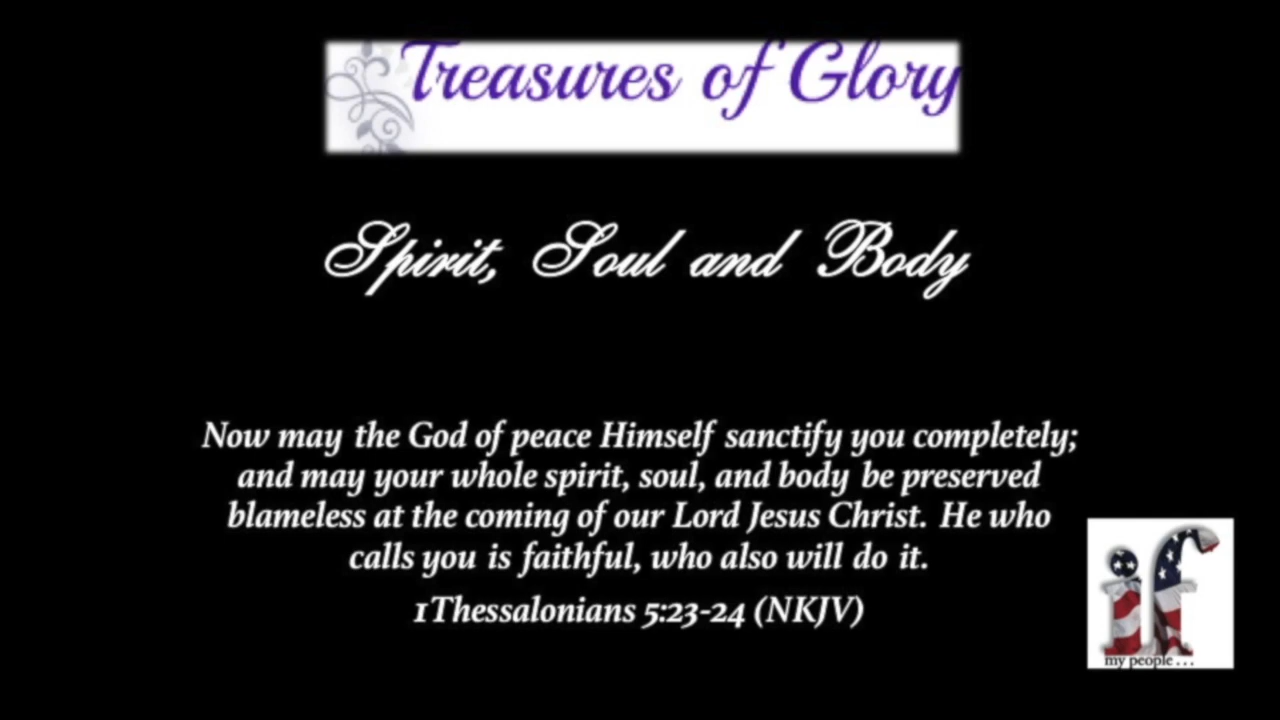 Treasures of Glory
Spirit, Soul and Body
Now may the God of peace Himself sanctify you completely;
and may your whole spirit, soul, and body be preserved
blameless at the coming of our Lord Jesus Christ. He who
calls you is faithful, who also will do it.
1Thessalonians 5:23-24 (NKJV)
if
my people . . .